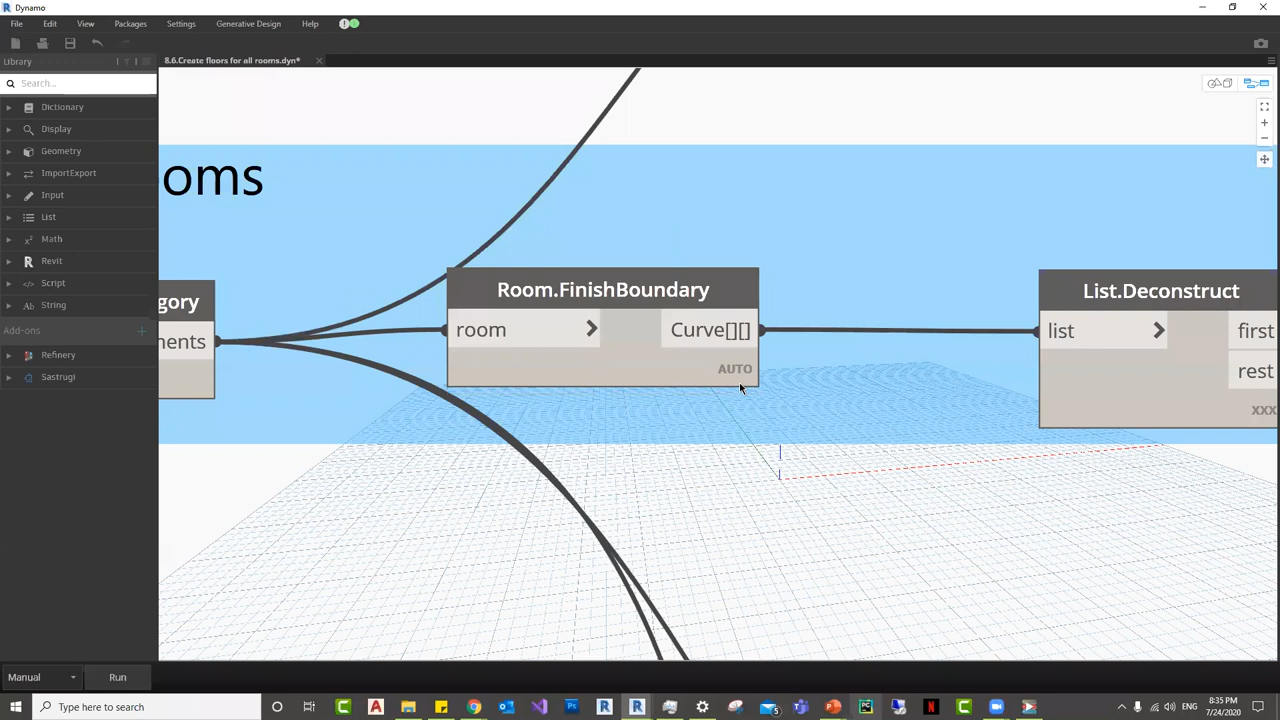 Dynamo
File Edit View Packages Settings Generative Design Help !
Library
8.6.Create floors for all rooms.dyn*
Search...
Dictionary
Display
Geometry
ImportExport
Input
List
Math
Revit
Script
String
Add-ons
Refinery
Sastrugi
ooms
gory
nents
Room.FinishBoundary
room
Curve[][]
AUTO
List.Deconstruct
list
first
rest
XXX
Manual
Run
Type here to search
ENG
8:35 PM
7/24/2020